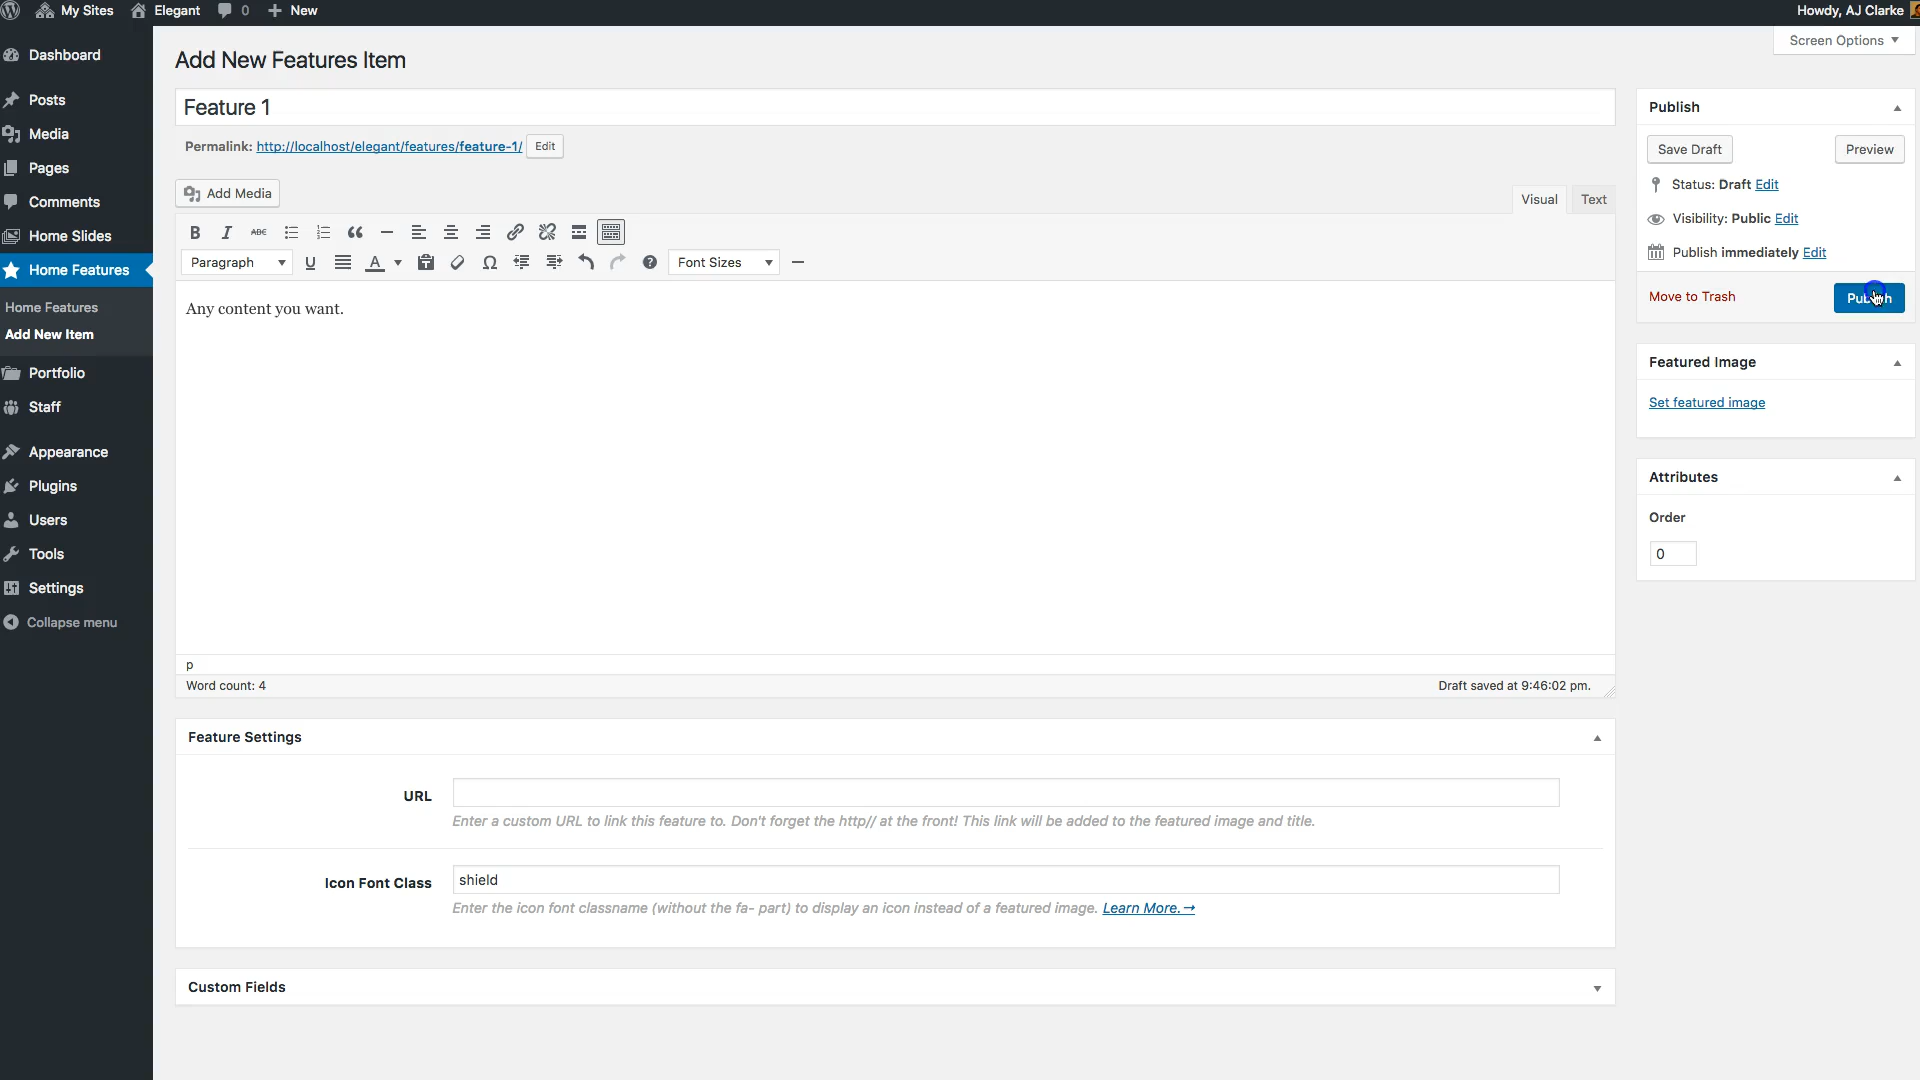 My Sites Elegant 0 New Howdy, AJ Clarke
Screen Options
Dashboard
Posts
Media
Pages
Comments
Home Slides
Home Features
Home Features
Add New Item
Portfolio
Staff
Appearance
Plugins
Users
Tools
Settings
Collapse menu
Add New Features Item
Feature 1
Permalink: http://localhost/elegant/features/feature-1/ Edit
Add Media
Visual Text
B I ABC
Paragraph U A Font Sizes
Any content you want.
p
Word count: 4 Draft saved at 9:46:02 pm.
Feature Settings
URL
Enter a custom URL to link this feature to. Don't forget the http// at the front! This link will be added to the featured image and title.
Icon Font Class shield
Enter the icon font classname (without the fa- part) to display an icon instead of a featured image. Learn More. →
Custom Fields
Publish
Save Draft Preview
Status: Draft Edit
Visibility: Public Edit
Publish immediately Edit
Move to Trash Publish
Featured Image
Set featured image
Attributes
Order
0